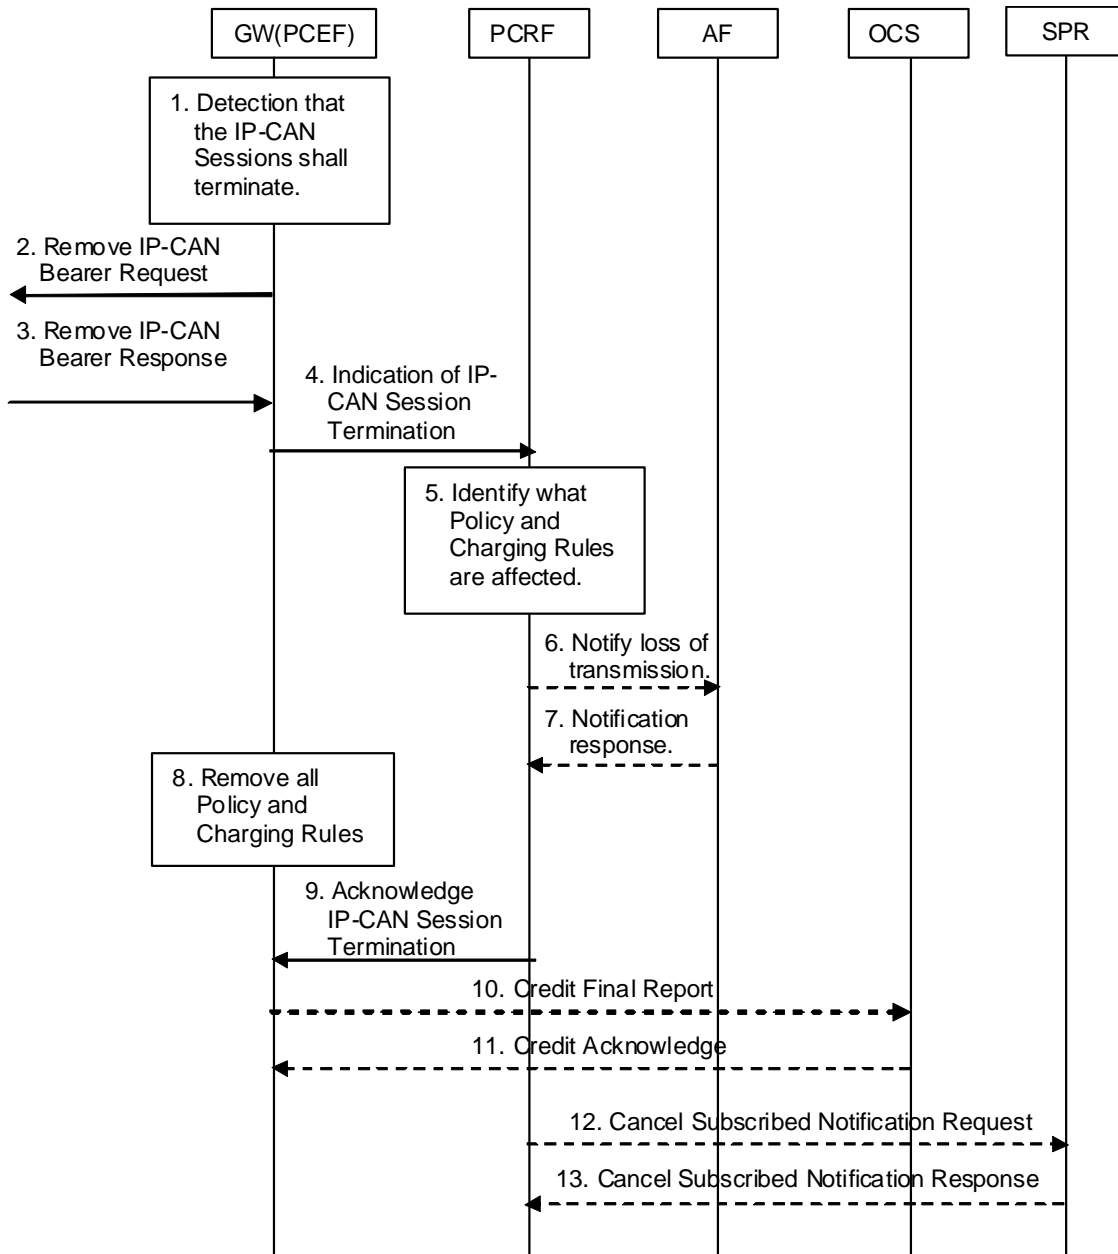 GW(PCEF)
PCRF
AF
OCS
SPR
1. Detection that
the IP-CAN
Sessions shall
terminate.
2. Remove IP-CAN
Bearer Request
3. Remove IP-CAN
Bearer Response
4. Indication of IP-
CAN Session
Termination
5. Identify what
Policy and
Charging Rules
are affected.
6. Notify loss of
transmission.
7. Notification
response.
8. Remove all
Policy and
Charging Rules
9. Acknowledge
IP-CAN Session
Termination
10. Credit Final Report
11. Credit Acknowledge
12. Cancel Subscribed Notification Request
13. Cancel Subscribed Notification Response